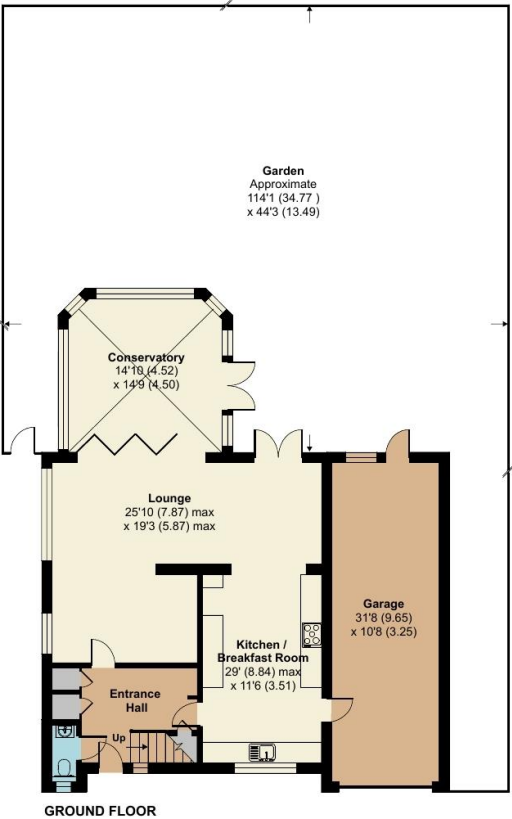 Garden
Approximate
114'1 (34.77 )
x 44'3 (13.49)
Conservatory
14'10 (4.52)
x 14'9 (4.50)
Lounge
25'10 (7.87) max
x 19'3 (5.87) max
Garage
31'8 (9.65)
x 10'8 (3.25)
Kitchen /
Breakfast Room
29' (8.84) max
x 11'6 (3.51)
Entrance
Hall
Up
GROUND FLOOR